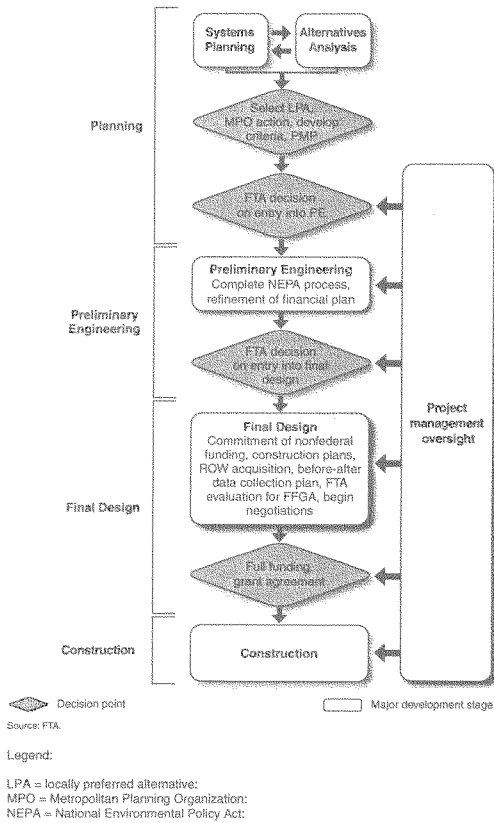 Systems
Planning
Alternatives
Analysis
Planning
Select LPA,
MPO action, develop
criteria, PMP
FTA decision
on entry into PE
Preliminary
Engineering
Preliminary Engineering
Complete NEPA process,
refinement of financial plan
FTA decision
on entry into final
design
Project
management
oversight
Final Design
Final Design
Commitment of nonfederal
funding, construction plans,
ROW acquisition, before-after
data collection plan, FTA
evaluation for FFGA, begin
negotiations
Full funding
grant agreement
Construction
Construction
Decision point
Major development stage
Source: FTA.
Legend:
LPA = locally preferred alternative:
MPO = Metropolitan Planning Organization:
NEPA = National Environmental Policy Act: